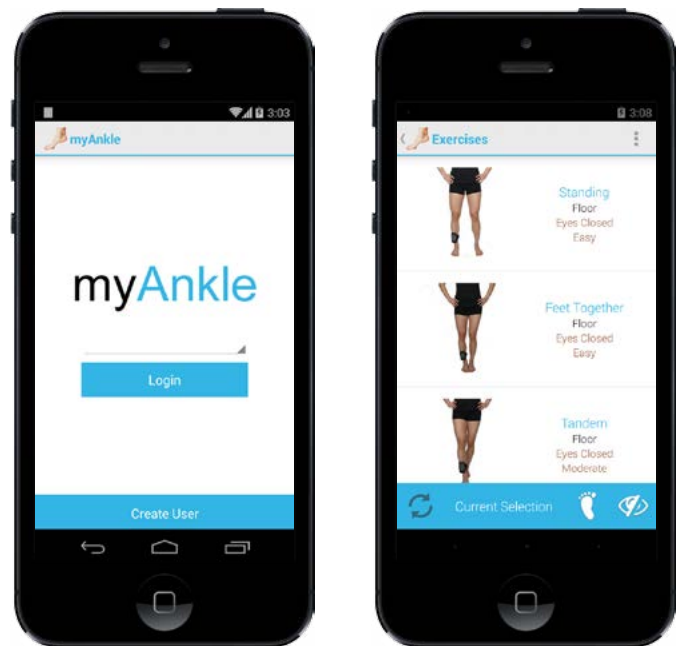 3:03
myAnkle
myAnkle
Login
Create User
3:08
Exercises
Standing
Floor
Eyes Closed
Easy
Feet Together
Floor
Eyes Closed
Easy
Tandem
Floor
Eyes Closed
Moderate
Current Selection